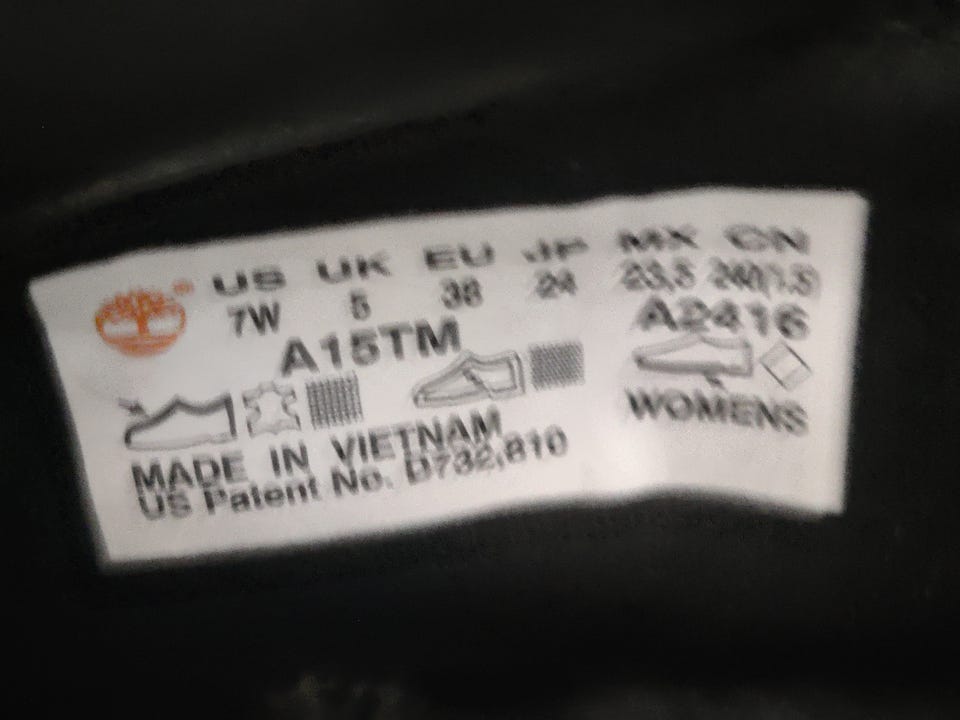 US UK EU JP MX CN
7W 5 38 24 23,5 240(1.5)
A15TM A2416
WOMENS
MADE IN VIETNAM
US Patent No. D732,810